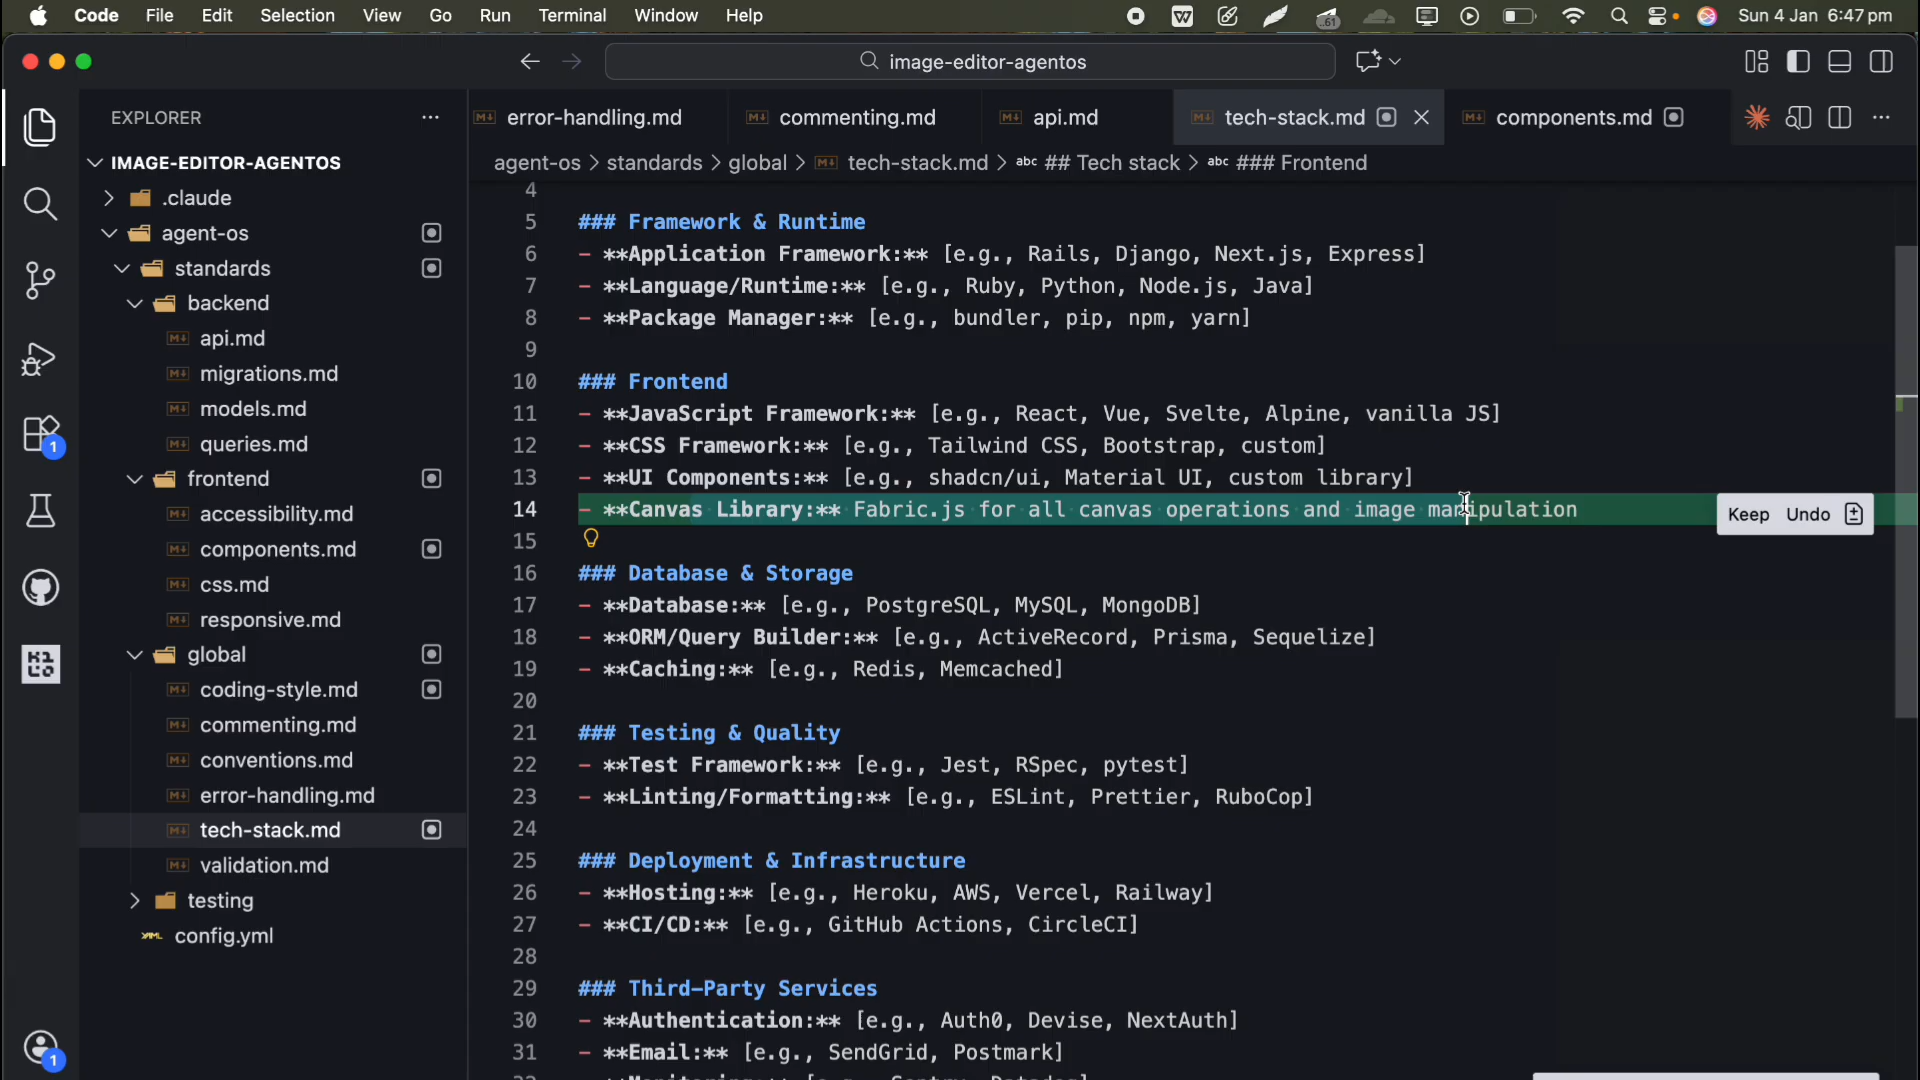 Code File Edit Selection View Go Run Terminal Window Help
61
Sun 4 Jan 6:47 pm
image-editor-agentos
EXPLORER
error-handling.md
commenting.md
api.md
tech-stack.md
components.md
agent-os > standards > global > tech-stack.md > abc ## Tech stack > abc ### Frontend
IMAGE-EDITOR-AGENTOS
.claude
agent-os
standards
backend
api.md
migrations.md
models.md
queries.md
frontend
accessibility.md
components.md
css.md
responsive.md
global
coding-style.md
commenting.md
conventions.md
error-handling.md
tech-stack.md
validation.md
testing
config.yml
1
1
4
5 ### Framework & Runtime
6 - **Application Framework:** [e.g., Rails, Django, Next.js, Express]
7 - **Language/Runtime:** [e.g., Ruby, Python, Node.js, Java]
8 - **Package Manager:** [e.g., bundler, pip, npm, yarn]
9
10 ### Frontend
11 - **JavaScript Framework:** [e.g., React, Vue, Svelte, Alpine, vanilla JS]
12 - **CSS Framework:** [e.g., Tailwind CSS, Bootstrap, custom]
13 - **UI Components:** [e.g., shadcn/ui, Material UI, custom library]
14 - **Canvas Library:** Fabric.js for all canvas operations and image manipulation
Keep Undo
15
16 ### Database & Storage
17 - **Database:** [e.g., PostgreSQL, MySQL, MongoDB]
18 - **ORM/Query Builder:** [e.g., ActiveRecord, Prisma, Sequelize]
19 - **Caching:** [e.g., Redis, Memcached]
20
21 ### Testing & Quality
22 - **Test Framework:** [e.g., Jest, RSpec, pytest]
23 - **Linting/Formatting:** [e.g., ESLint, Prettier, RuboCop]
24
25 ### Deployment & Infrastructure
26 - **Hosting:** [e.g., Heroku, AWS, Vercel, Railway]
27 - **CI/CD:** [e.g., GitHub Actions, CircleCI]
28
29 ### Third-Party Services
30 - **Authentication:** [e.g., Auth0, Devise, NextAuth]
31 - **Email:** [e.g., SendGrid, Postmark]